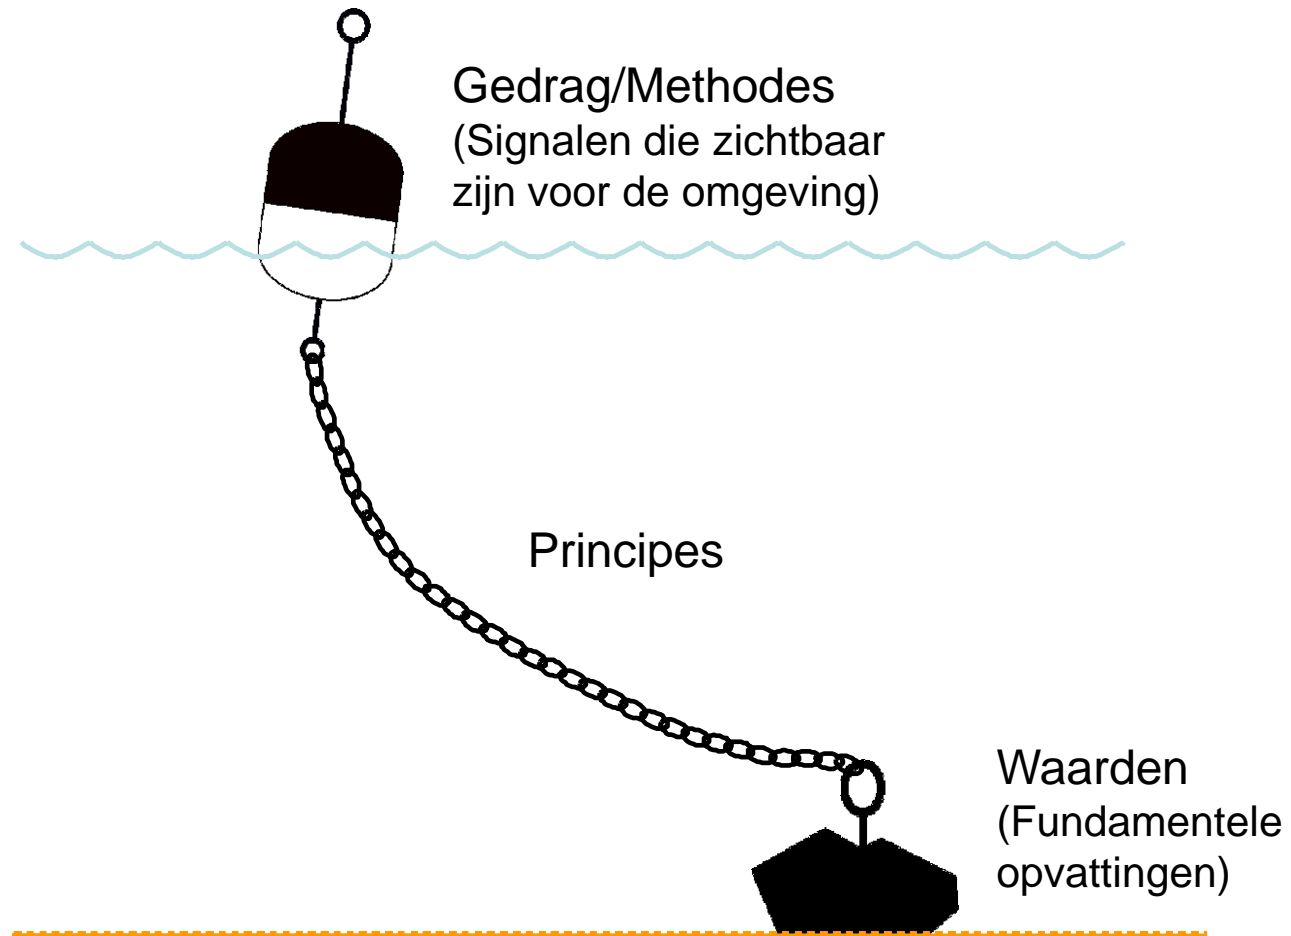 Gedrag/Methodes
(Signalen die zichtbaar
zijn voor de omgeving)
Principes
Waarden
(Fundamentele
opvattingen)